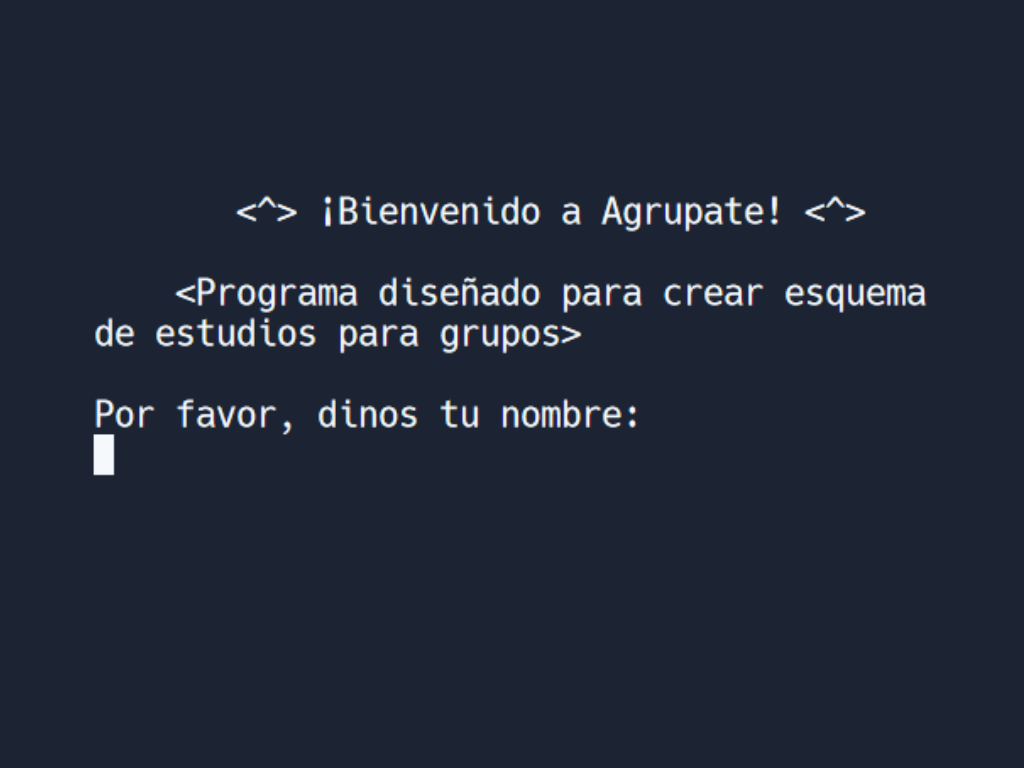 <^> ¡Bienvenido a Agrupate! <^>
<Programa diseñado para crear esquema
de estudios para grupos>
Por favor, dinos tu nombre: